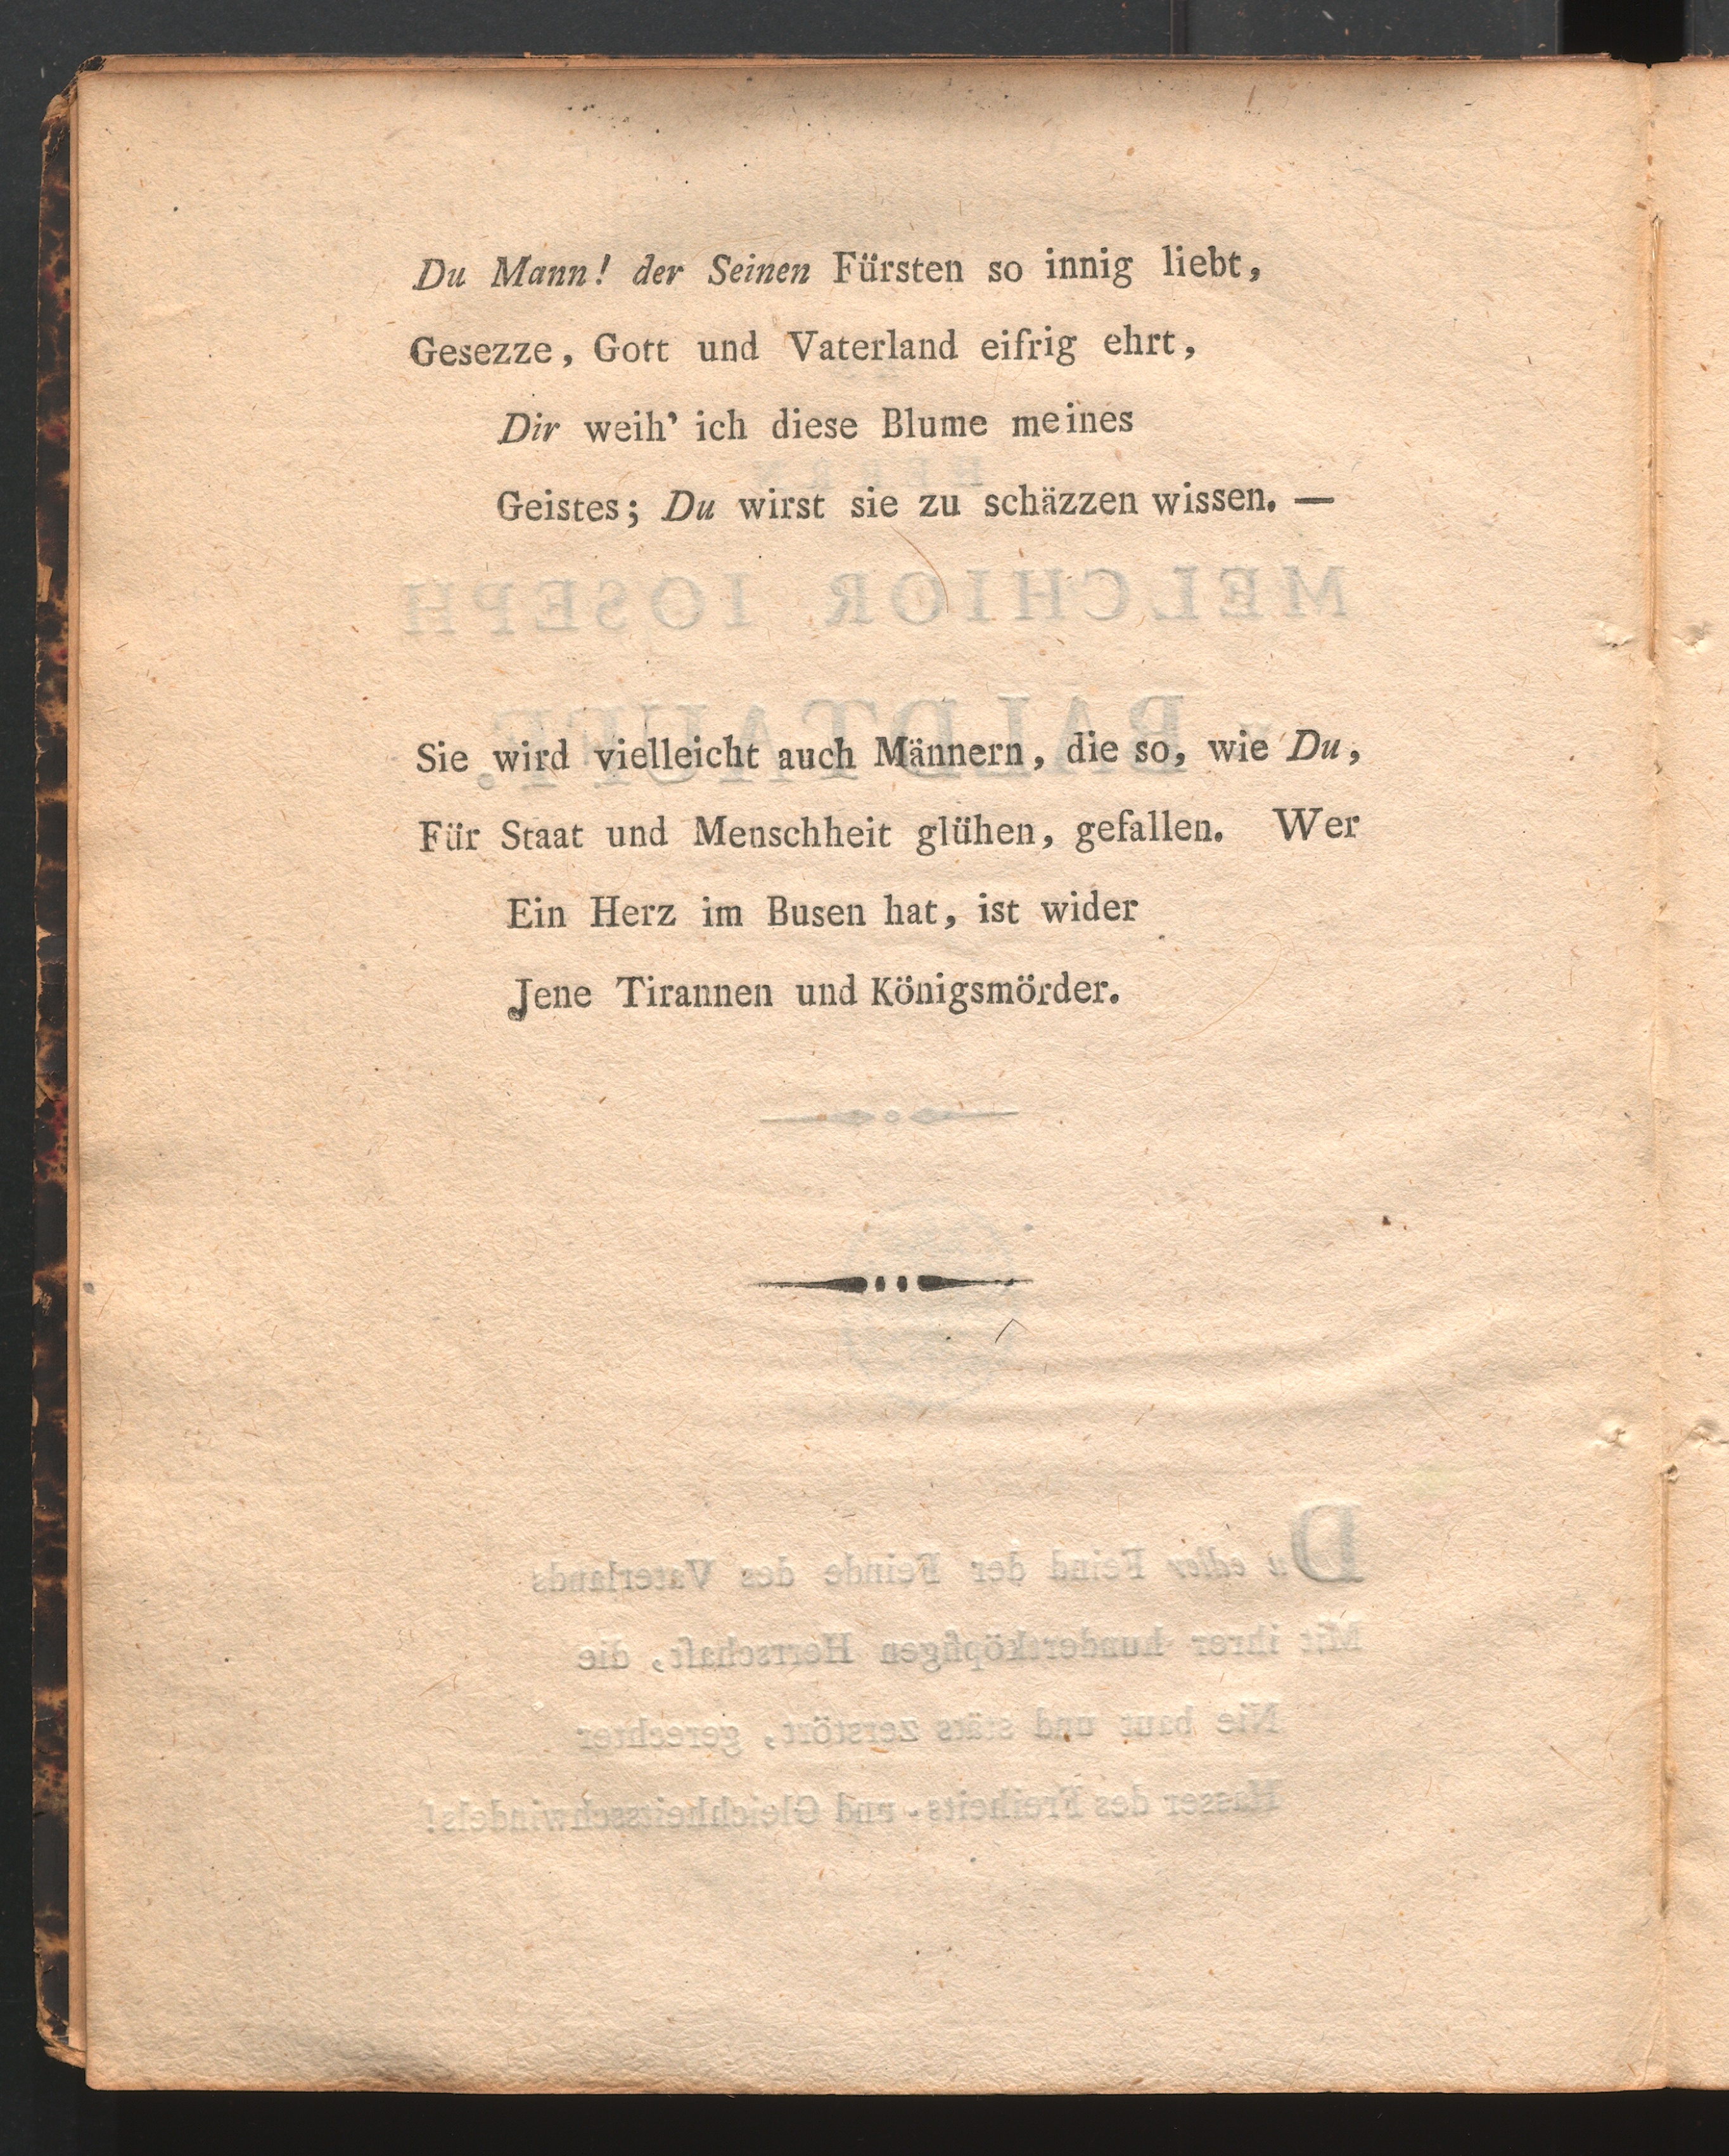 Du Mann! der Seinen Fürsten so innig liebt,
Gesezze, Gott und Vaterland eifrig ehrt,
Dir weih' ich diese Blume meines
Geistes; Du wirst sie zu schäzzen wissen. —
Sie wird vielleicht auch Männern, die so, wie Du,
Für Staat und Menschheit glühen, gefallen. Wer
Ein Herz im Busen hat, ist wider
Jene Tirannen und Königsmörder.